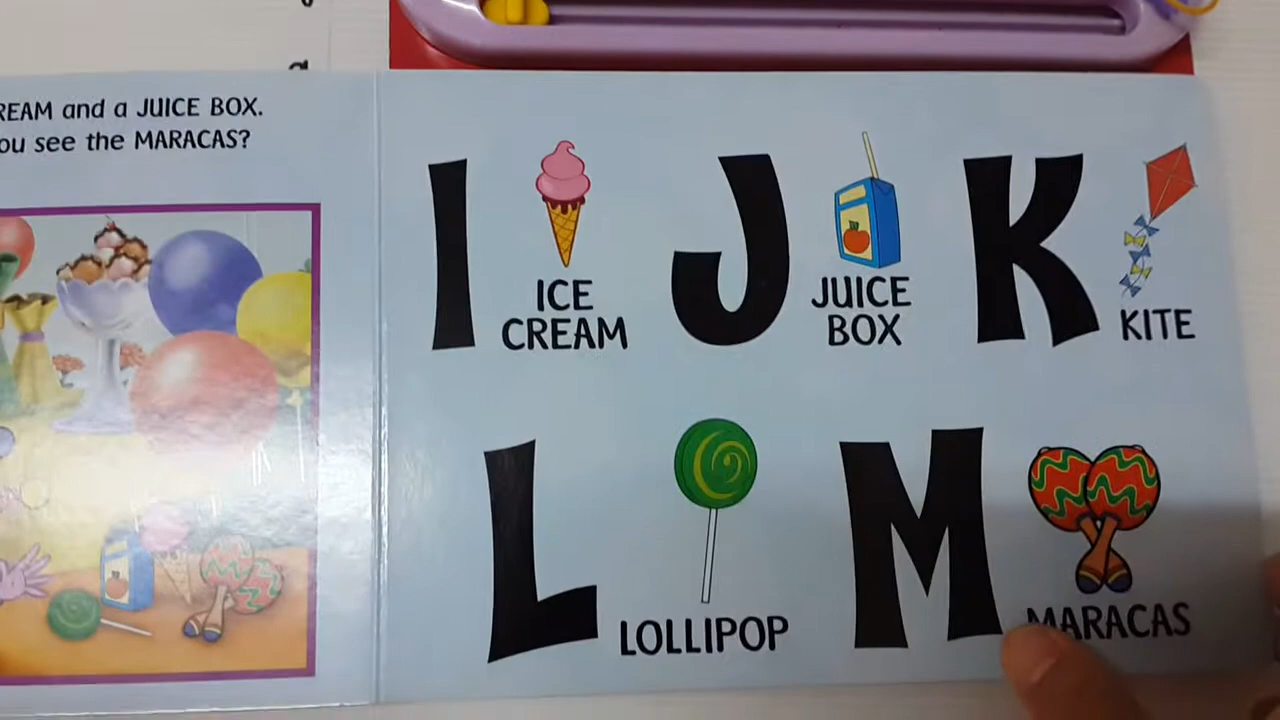 REAM and a JUICE BOX.
ou see the MARACAS?
I
ICE
CREAM
J
JUICE
BOX
K
KITE
L
LOLLIPOP
M
MARACAS